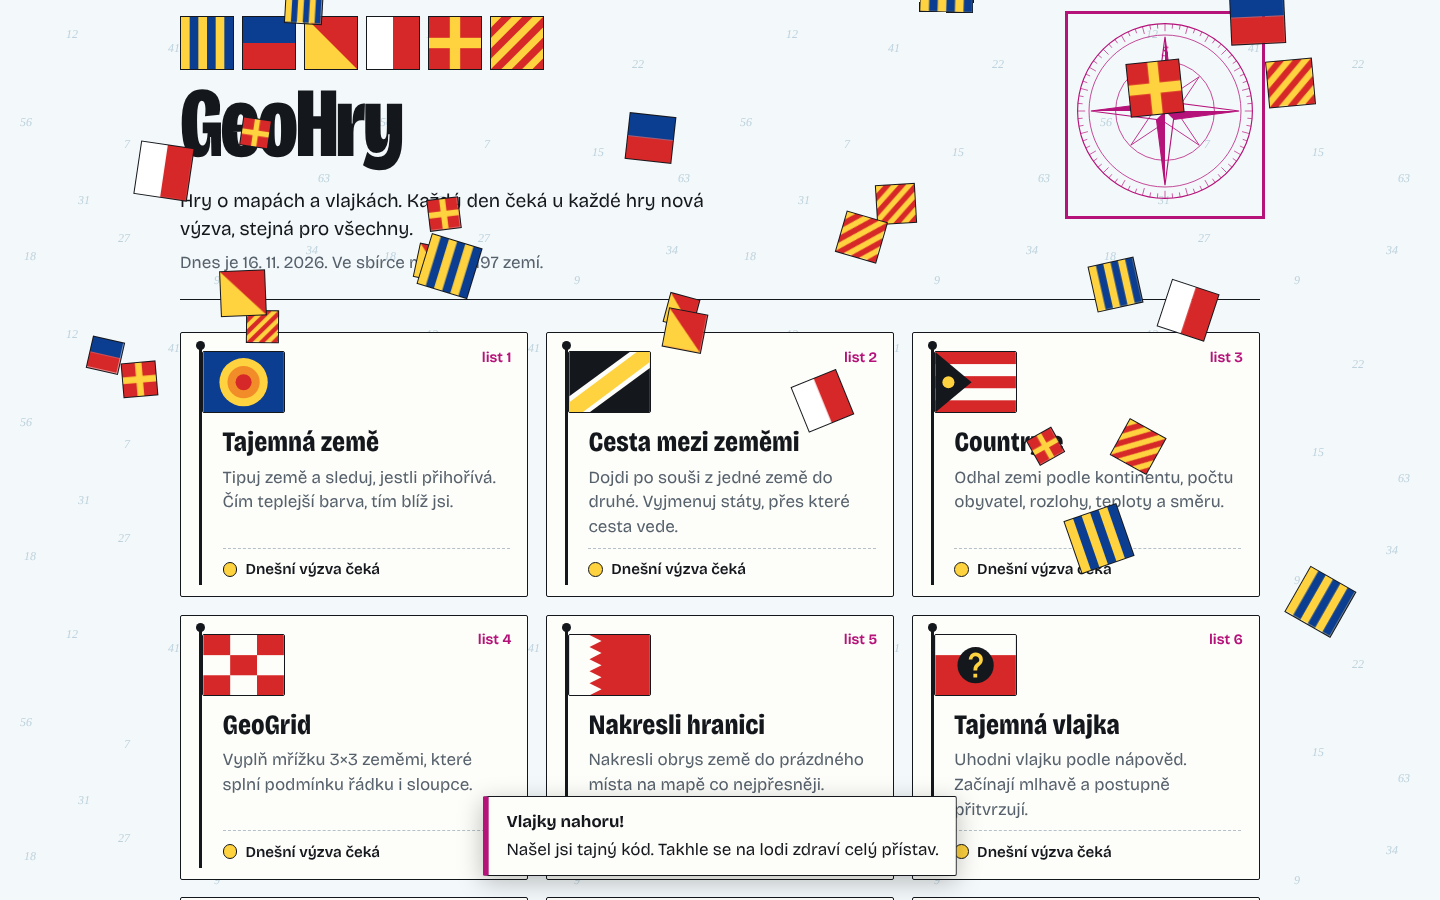 GeoHry
Hry o mapách a vlajkách. Každý den čeká u každé hry nová
výzva, stejná pro všechny.
Dnes je 16. 11. 2026. Ve sbírce 97 zemí.
list 1
Tajemná země
Tipuj země a sleduj, jestli přihořívá.
Čím teplejší barva, tím blíž jsi.
Dnešní výzva čeká
list 2
Cesta mezi zeměmi
Dojdi po souši z jedné země do
druhé. Vyjmenuj státy, přes které
cesta vede.
Dnešní výzva čeká
list 3
Odhal zemi podle kontinentu, počtu
obyvatel, rozlohy, teploty a směru.
Dnešní výzva čeká
list 4
GeoGrid
Vyplň mřížku 3×3 zeměmi, které
splní podmínku řádku i sloupce.
Dnešní výzva čeká
list 5
Nakresli hranici
Nakresli obrys země do prázdného
místa na mapě co nejpřesněji.
list 6
?
Tajemná vlajka
Uhodni vlajku podle nápověd.
Začínají mlhavě a postupně
přitvrzují.
Dnešní výzva čeká
Vlajky nahoru!
Našel jsi tajný kód. Takhle se na lodi zdraví celý přístav.